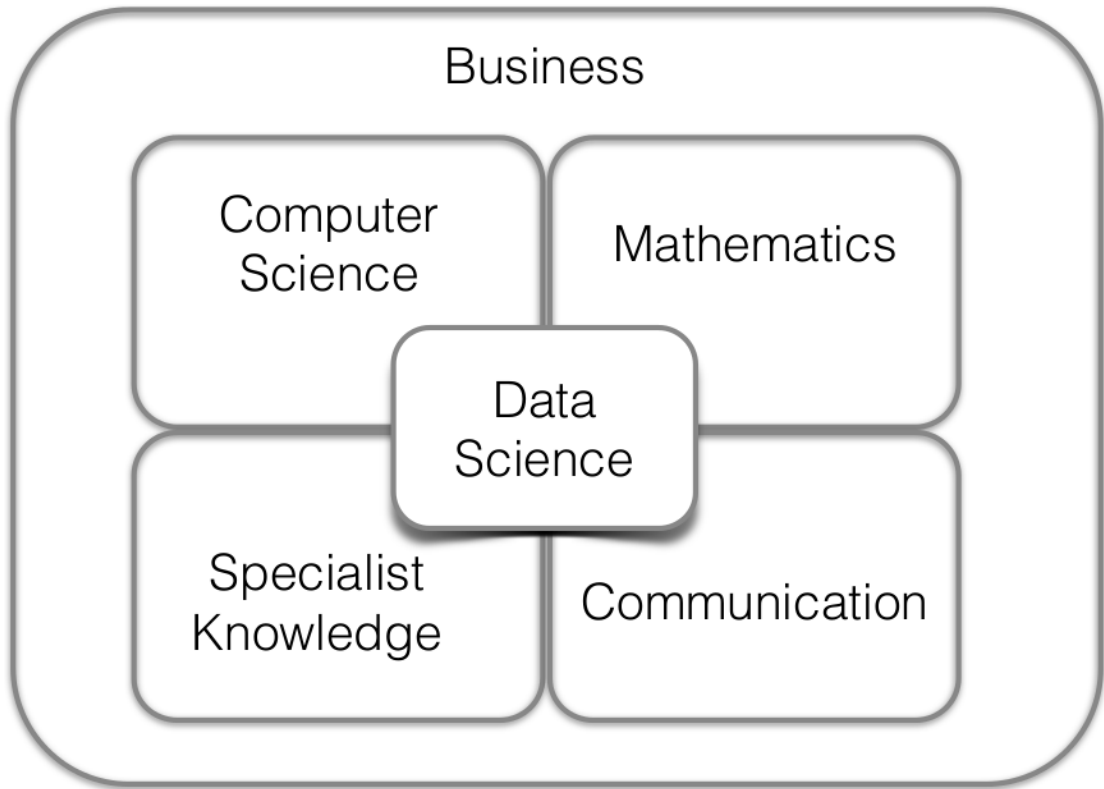 Business
Computer
Science
Mathematics
Data
Science
Specialist
Knowledge
Communication